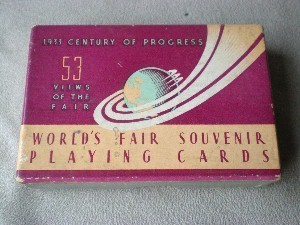 1933 CENTURY OF PROGRESS
53
VIEWS
OF THE
FAIR
WORLD'S FAIR SOUVENIR
PLAYING CARDS